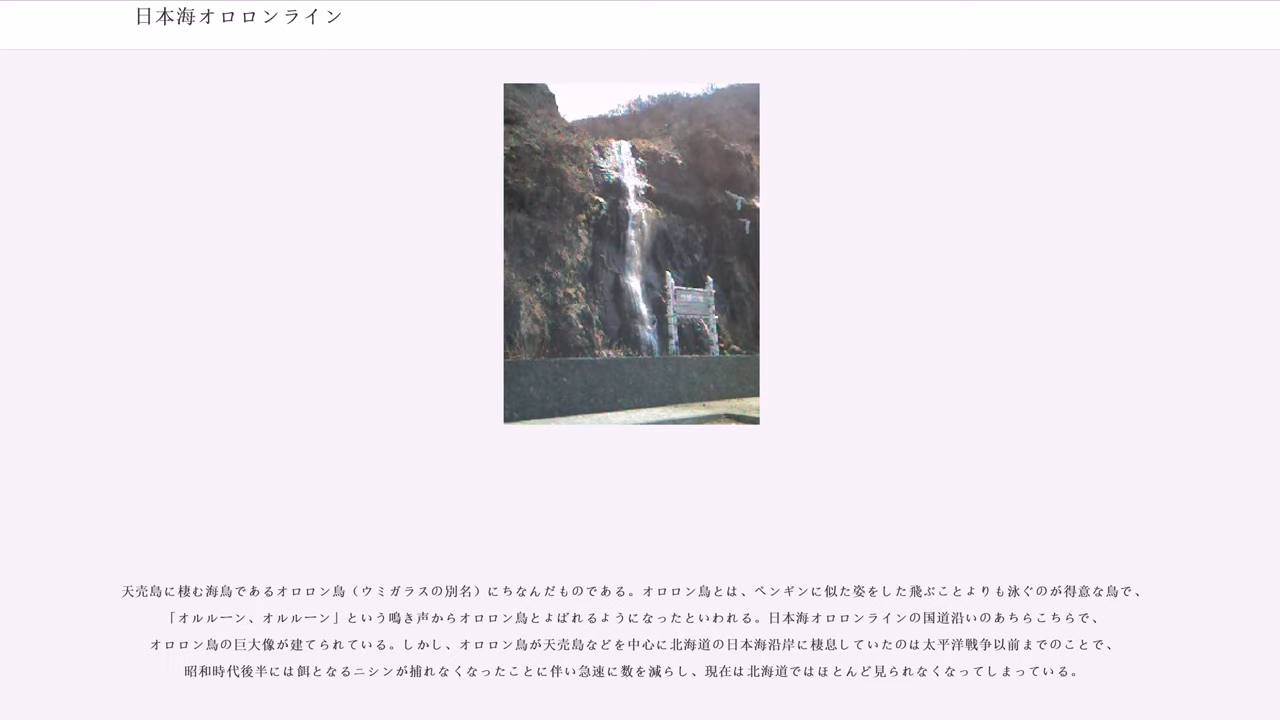 日本海オロロンライン
天売島に棲む海鳥であるオロロン鳥（ウミガラスの別名）にちなんだものである。オロロン鳥とは、ペンギンに似た姿をした飛ぶことよりも泳ぐのが得意な鳥で、
「オルルーン、オルルーン」という鳴き声からオロロン鳥とよばれるようになったといわれる。日本海オロロンラインの国道沿いのあちらこちらで、
オロロン鳥の巨大像が建てられている。しかし、オロロン鳥が天売島などを中心に北海道の日本海沿岸に棲息していたのは太平洋戦争以前までのことで、
昭和時代後半には餌となるニシンが捕れなくなったことに伴い急速に数を減らし、現在は北海道ではほとんど見られなくなってしまっている。